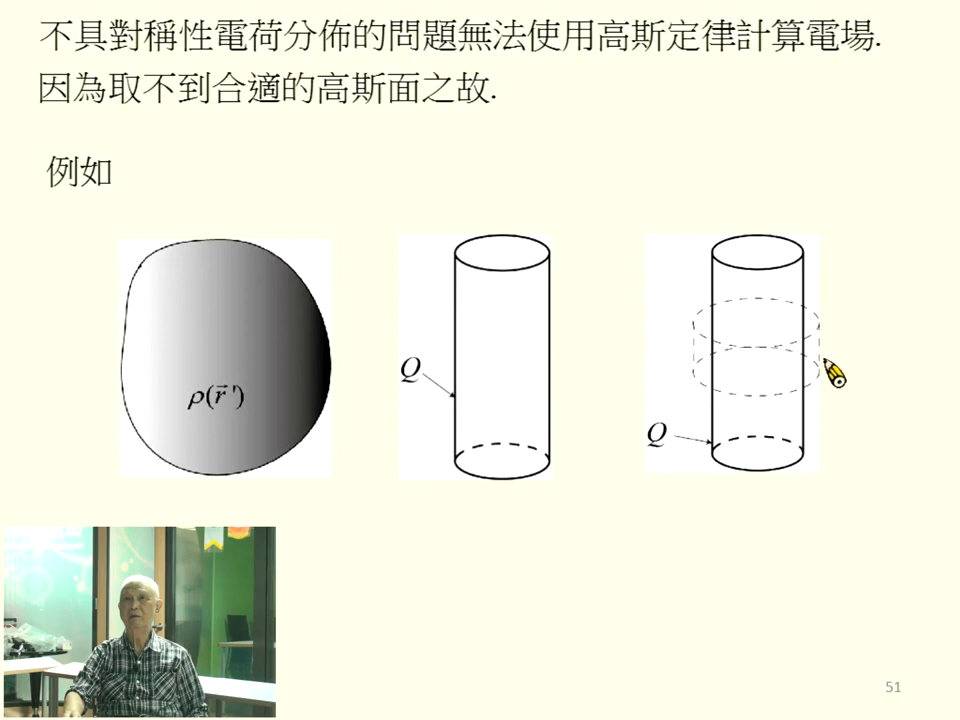 不具對稱性電荷分佈的問題無法使用高斯定律計算電場.
因為取不到合適的高斯面之故.
例如
ρ(r⃗ ')
Q
Q
51